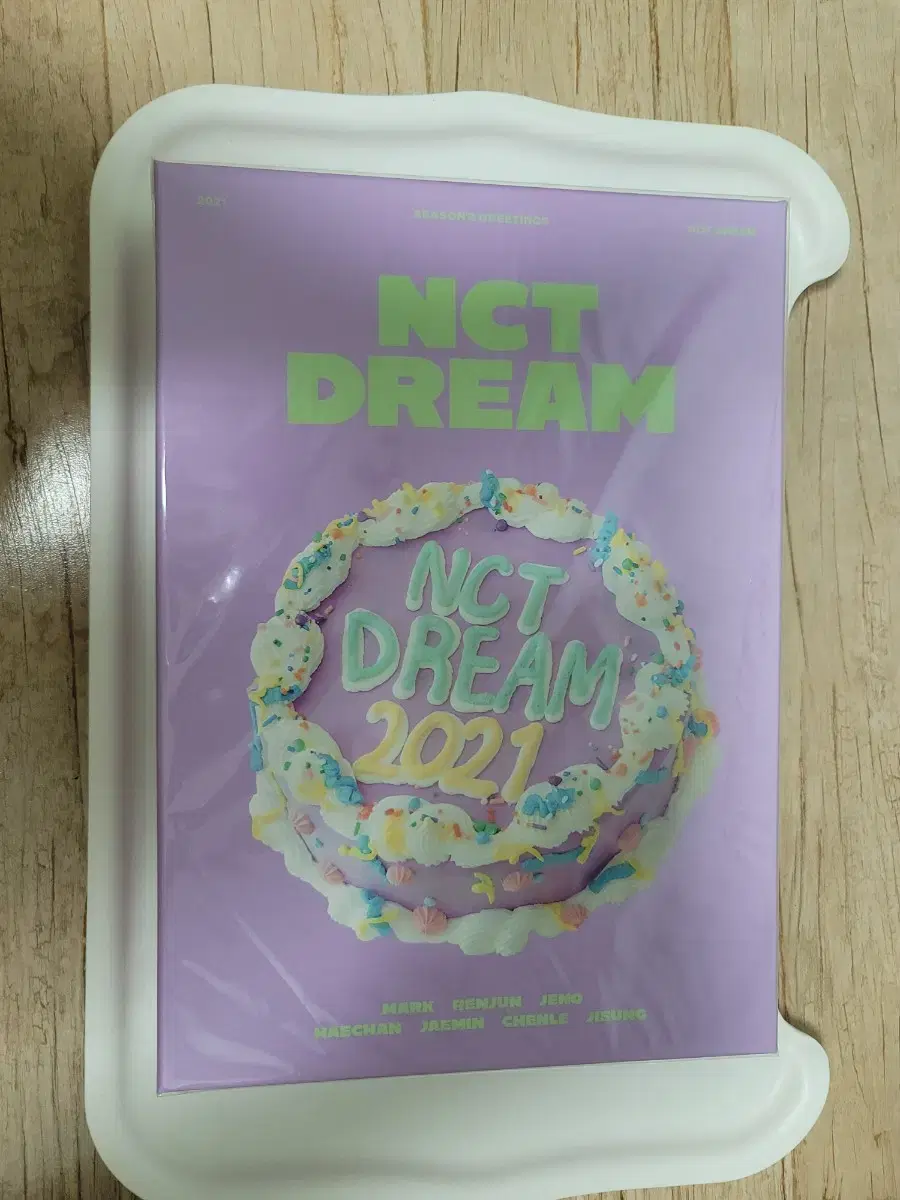 2021
SEASON'S GREETINGS
NCT DREAM
NCT
DREAM
NCT
DREAM
2021
MARK RENJUN JENO
HAECHAN JAEMIN CHENLE JISUNG